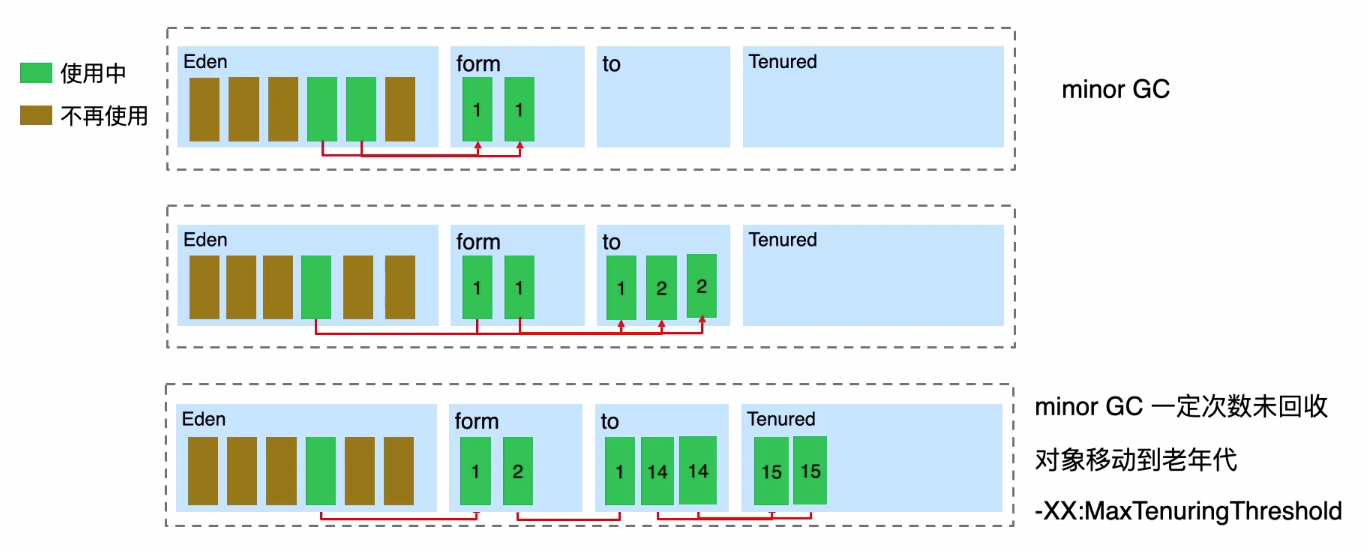 使用中
不再使用
Eden
form
to
Tenured
1
1
minor GC
Eden
form
to
Tenured
1
1
1
2
2
Eden
form
to
Tenured
1
2
1
14
14
15
15
minor GC 一定次数未回收
对象移动到老年代
-XX:MaxTenuringThreshold